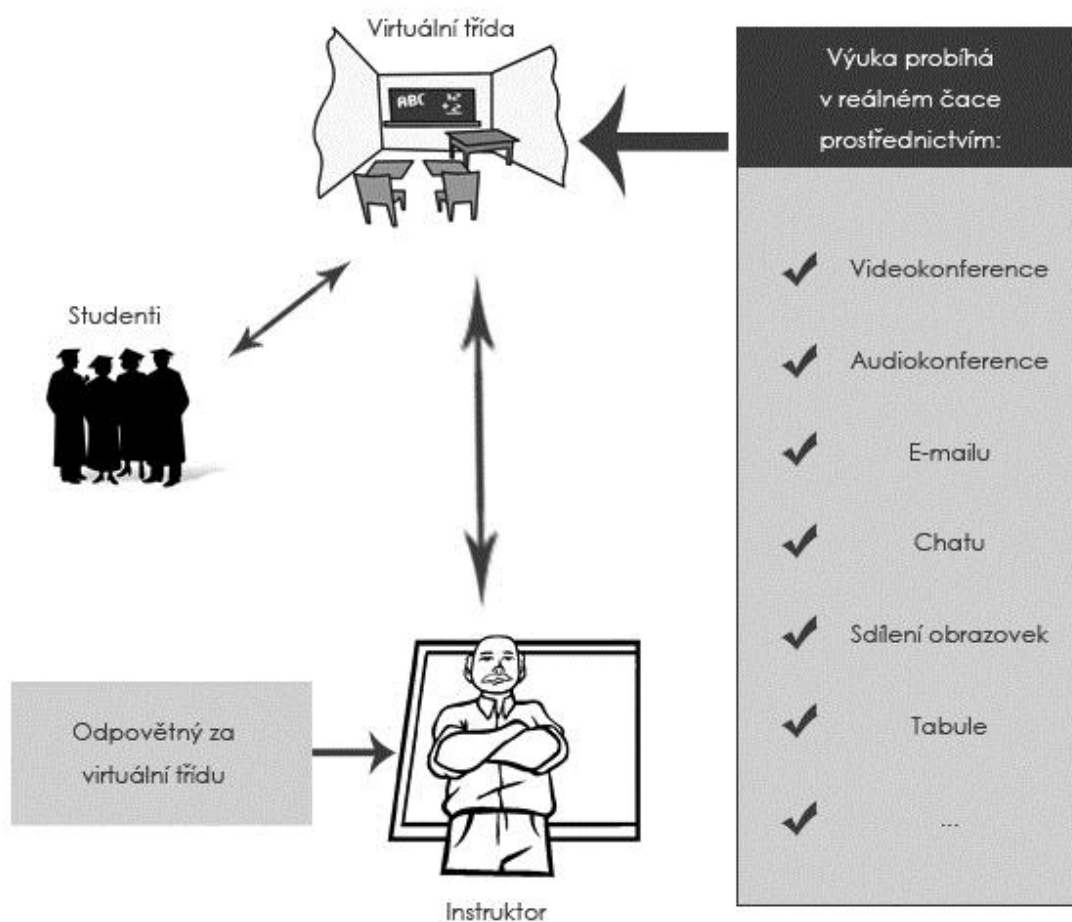 Virtuální třída
ABC
Výuka probíhá
v reálném čace
prostřednictvím:
Videokonference
Studenti
Audiokonference
E-mailu
Chatu
Sdílení obrazovek
Odpovětný za
virtuální třídu
Tabule
...
Instruktor